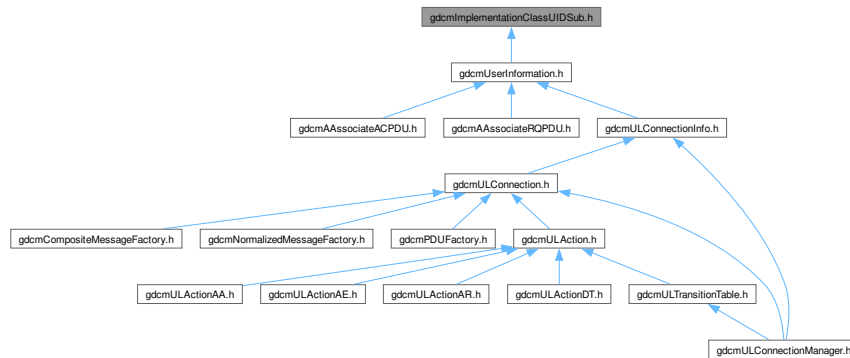 gdcmImplementationClassUIDSub.h
gdcmUserInformation.h
gdcmAAssociateACPDU.h
gdcmAAssociateRQPDU.h
gdcmULConnectionInfo.h
gdcmULConnection.h
gdcmCompositeMessageFactory.h
gdcmNormalizedMessageFactory.h
gdcmPDUFactory.h
gdcmULAction.h
gdcmULActionAA.h
gdcmULActionAE.h
gdcmULActionAR.h
gdcmULActionDT.h
gdcmULTransitionTable.h
gdcmULConnectionManager.h